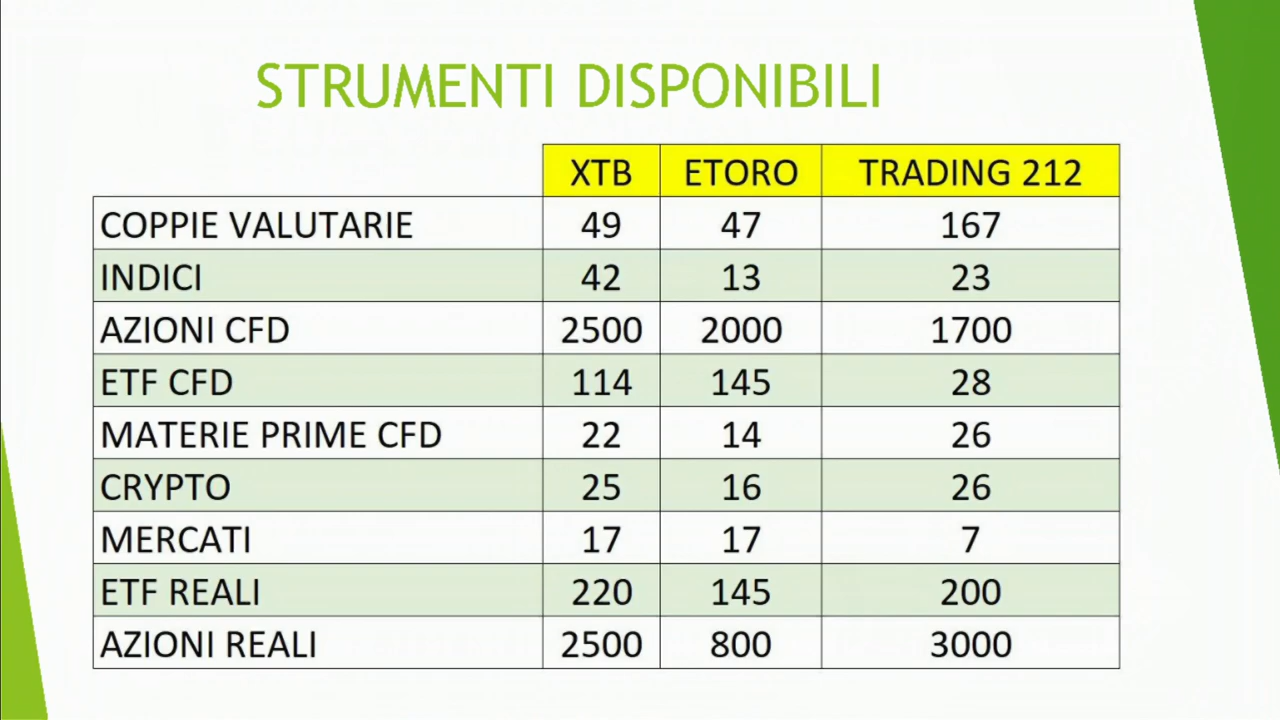 STRUMENTI DISPONIBILI
XTB ETORO TRADING 212
COPPIE VALUTARIE 49 47 167
INDICI 42 13 23
AZIONI CFD 2500 2000 1700
ETF CFD 114 145 28
MATERIE PRIME CFD 22 14 26
CRYPTO 25 16 26
MERCATI 17 17 7
ETF REALI 220 145 200
AZIONI REALI 2500 800 3000